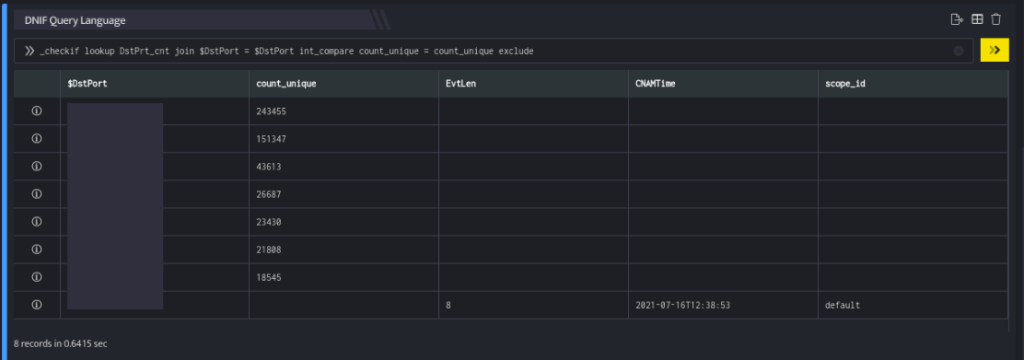 DNIF Query Language
_checkif lookup DstPrt_cnt join $DstPort = $DstPort int_compare count_unique = count_unique exclude
$DstPort count_unique EvtLen CNAMTime scope_id
243455
151347
43613
26687
23430
21808
18545
8 2021-07-16T12:38:53 default
8 records in 0.6415 sec